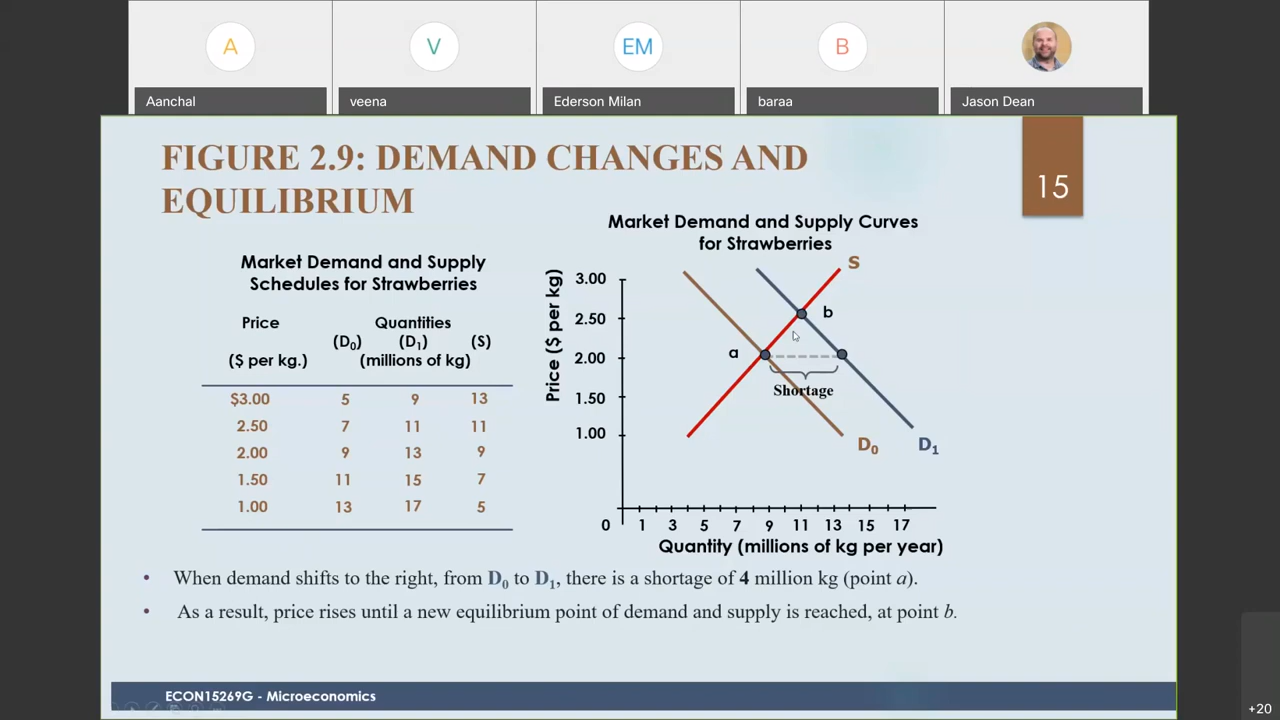 A
V
EM
B
Aanchal
veena
Ederson Milan
baraa
Jason Dean
FIGURE 2.9: DEMAND CHANGES AND
EQUILIBRIUM
15
Market Demand and Supply
Schedules for Strawberries
Price Quantities
(D0) (D1) (S)
($ per kg.) (millions of kg)
$3.00 5 9 13
2.50 7 11 11
2.00 9 13 9
1.50 11 15 7
1.00 13 17 5
Market Demand and Supply Curves
for Strawberries
Price ($ per kg)
3.00
2.50
2.00
1.50
1.00
S
b
a
Shortage
D0
D1
0 1 3 5 7 9 11 13 15 17
Quantity (millions of kg per year)
• When demand shifts to the right, from D0 to D1, there is a shortage of 4 million kg (point a).
• As a result, price rises until a new equilibrium point of demand and supply is reached, at point b.
ECON15269G - Microeconomics
+20